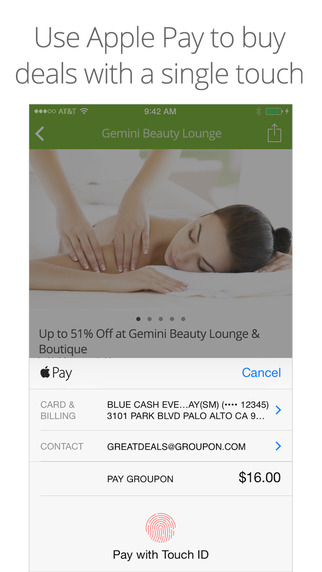 Use Apple Pay to buy
deals with a single touch
AT&T 9:42 AM
Gemini Beauty Lounge
Up to 51% Off at Gemini Beauty Lounge &
Boutique
Pay Cancel
CARD & BILLING BLUE CASH EVE...AY(SM) (•••• 12345)
3101 PARK BLVD PALO ALTO CA 9...
CONTACT GREATDEALS@GROUPON.COM
PAY GROUPON $16.00
Pay with Touch ID